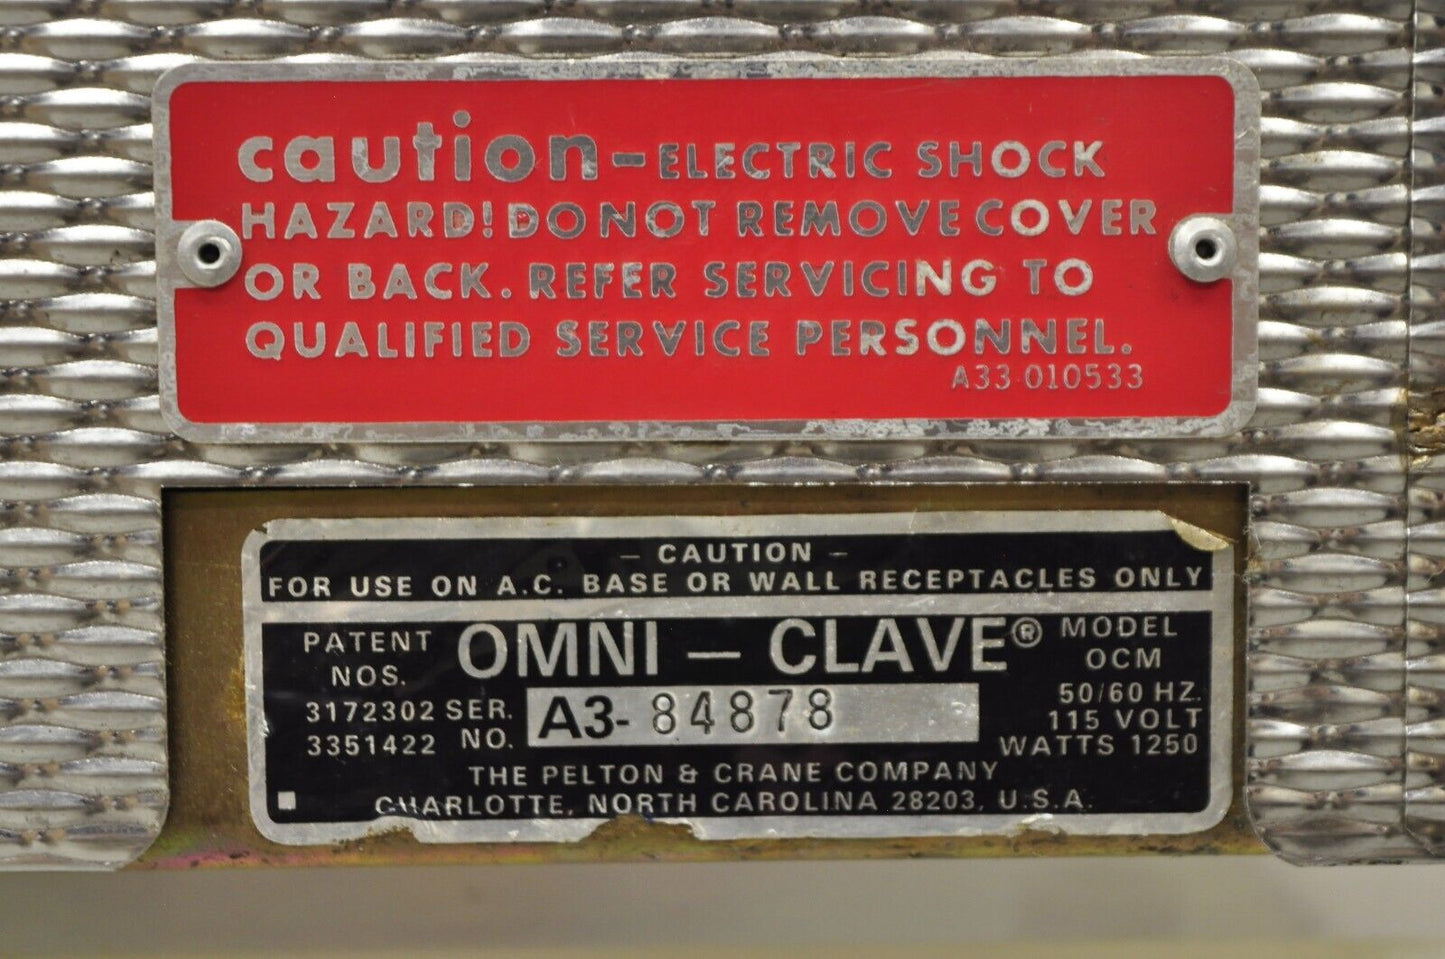 caution-ELECTRIC SHOCK
HAZARD! DO NOT REMOVE COVER
OR BACK. REFER SERVICING TO
QUALIFIED SERVICE PERSONNEL.
A33-010533
- CAUTION -
FOR USE ON A.C. BASE OR WALL RECEPTACLES ONLY
PATENT NOS.
3172302
3351422
OMNI - CLAVE®
SER. NO. A3-84878
MODEL
OCM
50/60 HZ.
115 VOLT
WATTS 1250
THE PELTON & CRANE COMPANY
CHARLOTTE, NORTH CAROLINA 28203, U.S.A.